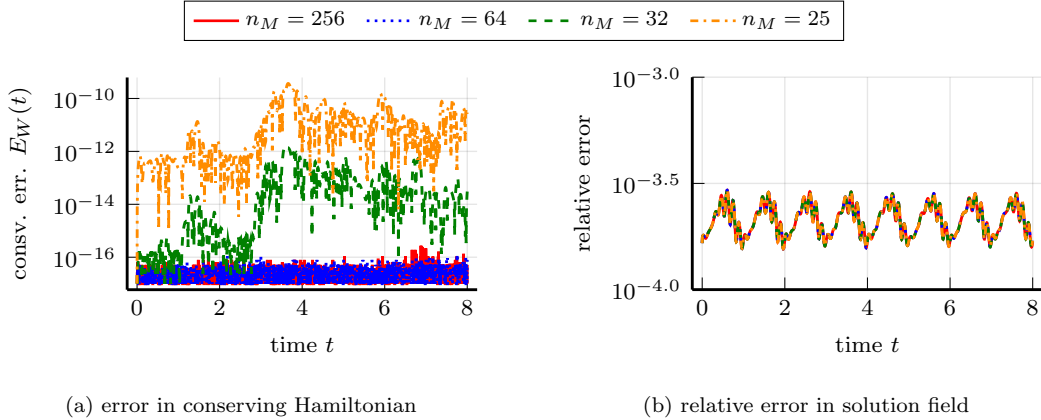 n_M = 256 n_M = 64 n_M = 32 n_M = 25
consv. err. E_W(t)
10^{-10}
10^{-12}
10^{-14}
10^{-16}
0 2 4 6 8
time t
(a) error in conserving Hamiltonian
relative error
10^{-3.0}
10^{-3.5}
10^{-4.0}
0 2 4 6 8
time t
(b) relative error in solution field